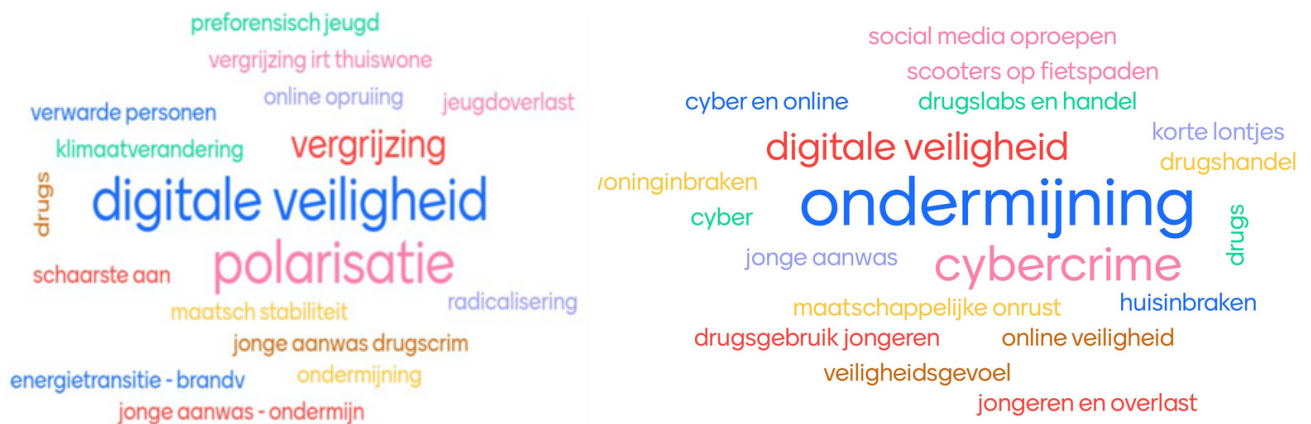 preforensisch jeugd
vergrijzing irt thuiswone
online opruiing
jeugdoverlast
verwarde personen
klimaatverandering
vergrijzing
drugs
digitale veiligheid
polarisatie
schaarste aan
radicalisering
maatsch stabiliteit
jonge aanwas drugscrim
energietransitie - brandv
ondermijning
jonge aanwas - ondermijn
social media oproepen
scooters op fietspaden
cyber en online
drugslabs en handel
korte lontjes
digitale veiligheid
drugshandel
woninginbraken
ondermijning
cyber
drugs
jonge aanwas
cybercrime
maatschappelijke onrust
huisinbraken
drugsgebruik jongeren
online veiligheid
veiligheidsgevoel
jongeren en overlast